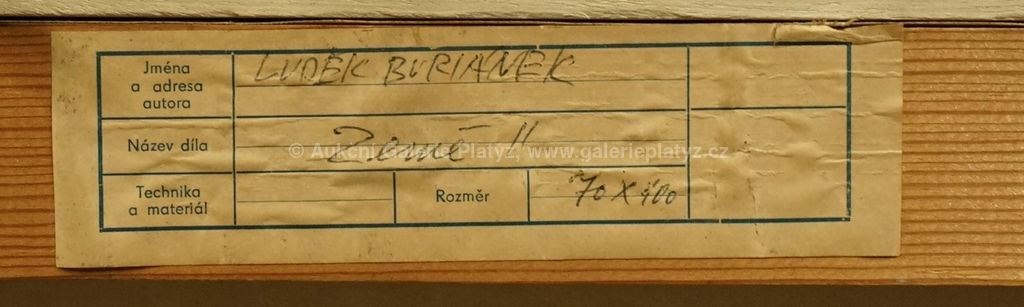 Jména
a adresa
autora
LUDĚK BURIANEK
Název díla
Země II
© Aukční Galerie Platýz, www.galerieplatyz.cz
Technika
a materiál
Rozměr
70 x 100